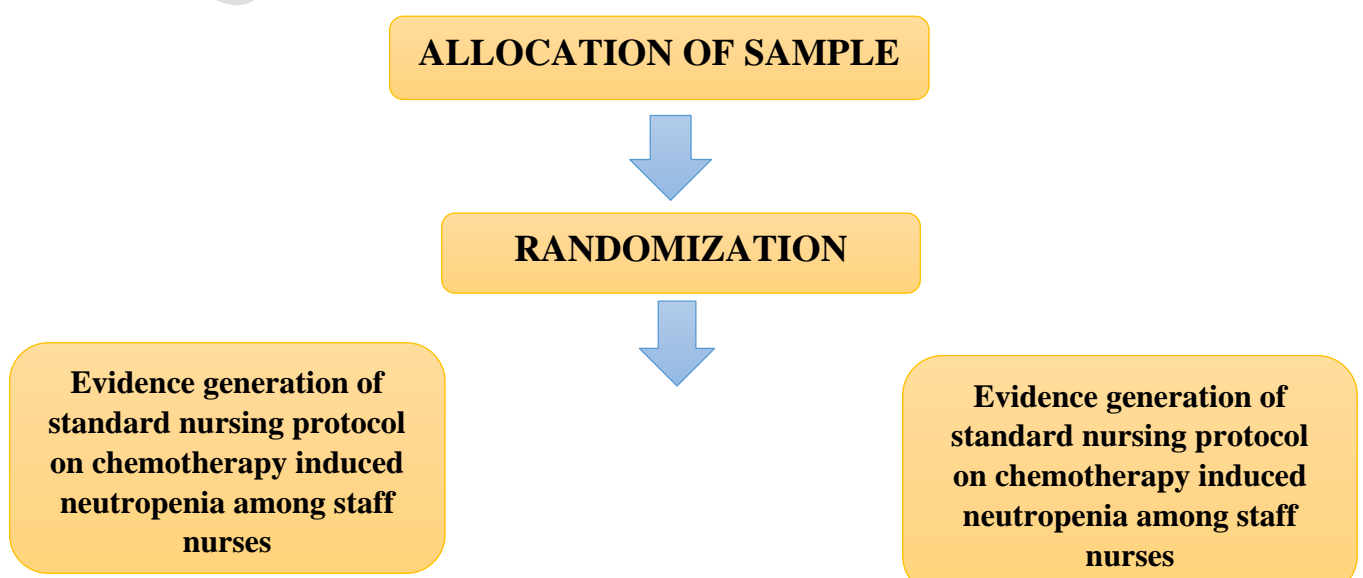 ALLOCATION OF SAMPLE
RANDOMIZATION
Evidence generation of
standard nursing protocol
on chemotherapy induced
neutropenia among staff
nurses
Evidence generation of
standard nursing protocol
on chemotherapy induced
neutropenia among staff
nurses